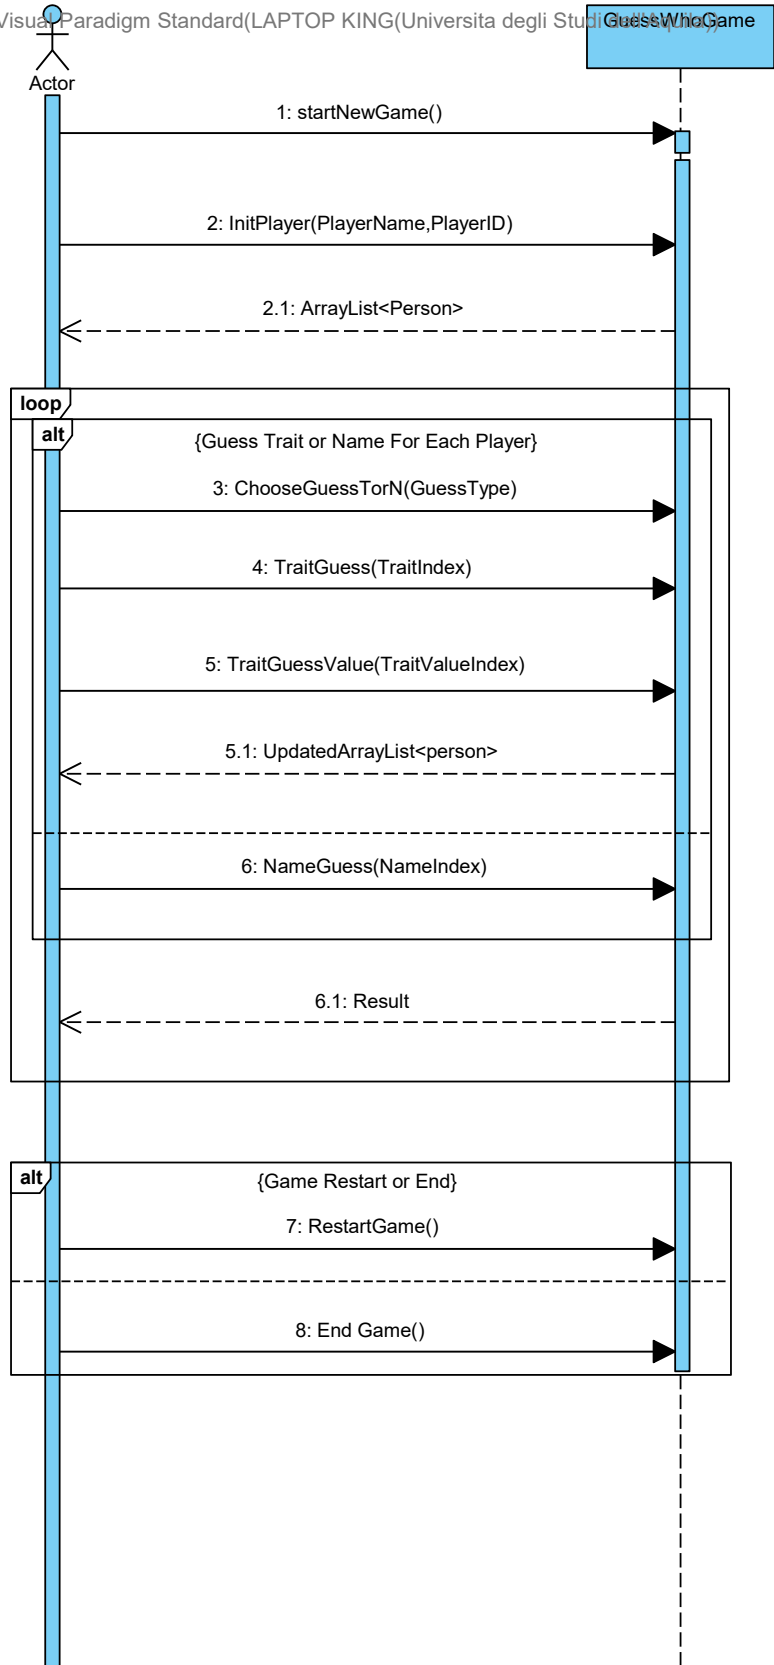 Visual Paradigm Standard(LAPTOP KING(Universita degli Studi dell'Aquila))
GuessWhoGame
Actor
1: startNewGame()
2: InitPlayer(PlayerName,PlayerID)
2.1: ArrayList<Person>
loop
alt
{Guess Trait or Name For Each Player}
3: ChooseGuessTorN(GuessType)
4: TraitGuess(TraitIndex)
5: TraitGuessValue(TraitValueIndex)
5.1: UpdatedArrayList<person>
6: NameGuess(NameIndex)
6.1: Result
alt
{Game Restart or End}
7: RestartGame()
8: End Game()